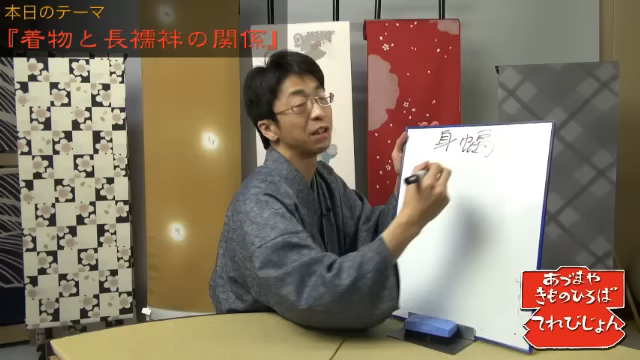 本日のテーマ
『着物と長襦袢の関係』
身幅
あづまや
きものひろば
てれびじょん